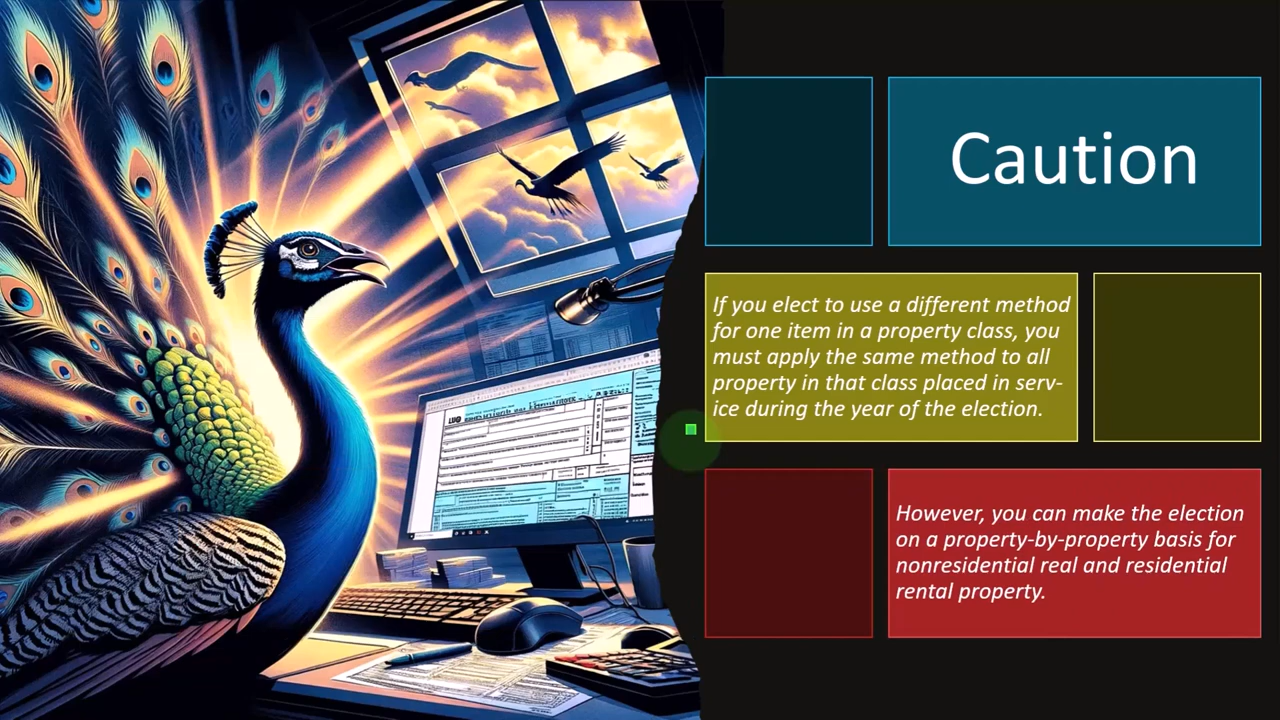 Caution
If you elect to use a different method
for one item in a property class, you
must apply the same method to all
property in that class placed in serv-
ice during the year of the election.
However, you can make the election
on a property-by-property basis for
nonresidential real and residential
rental property.